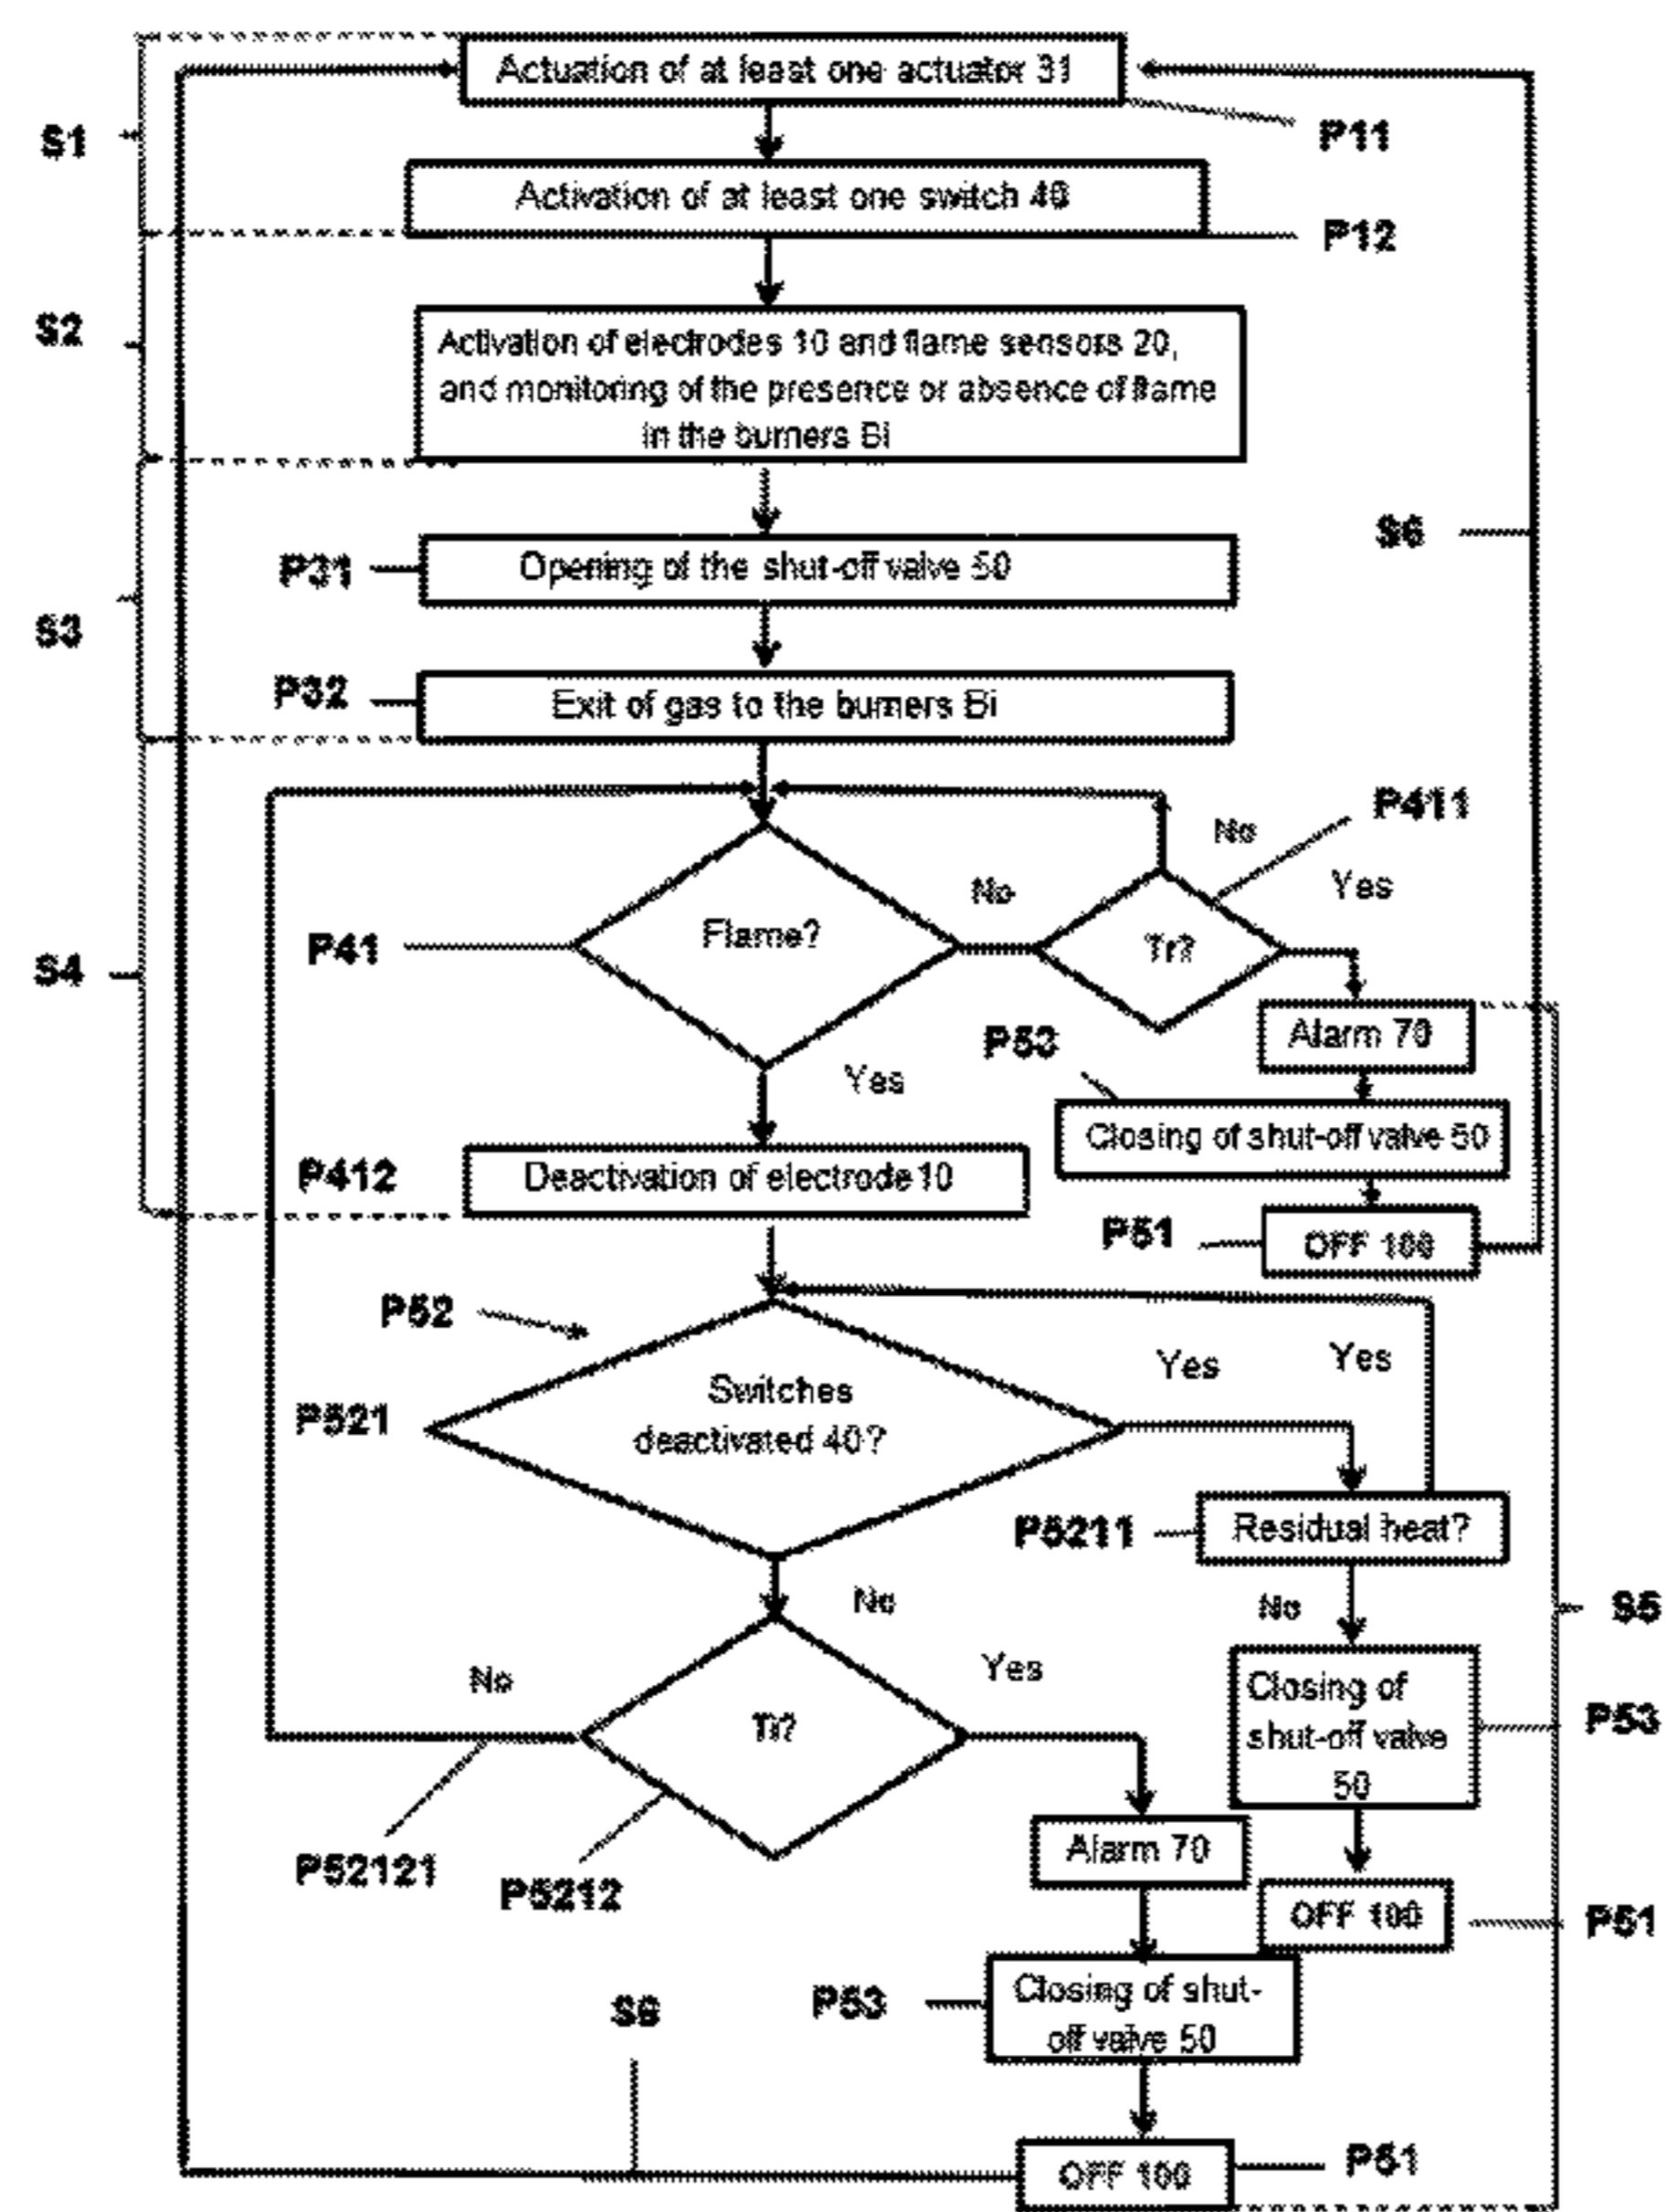 Actuation of at least one actuator 31
S1
P11
Activation of at least one switch 40
P12
S2
Activation of electrodes 10 and flame sensors 20,
and monitoring of the presence or absence of flame
in the burners Bi
S6
P31
Opening of the shut-off valve 50
S3
P32
Exit of gas to the burners Bi
P411
No
Yes
No
Flame?
Tr?
P41
S4
Alarm 70
P53
Yes
Closing of shut-off valve 50
P412
Deactivation of electrode 10
P51
OFF 100
P52
Yes
Yes
Switches
deactivated 40?
P521
P5211
Residual heat?
No
No
S5
Yes
No
Closing of
shut-off valve
50
P53
Ti?
Alarm 70
P52121
P5212
OFF 100
P51
Closing of shut-
off valve 50
P53
S6
P51
OFF 100